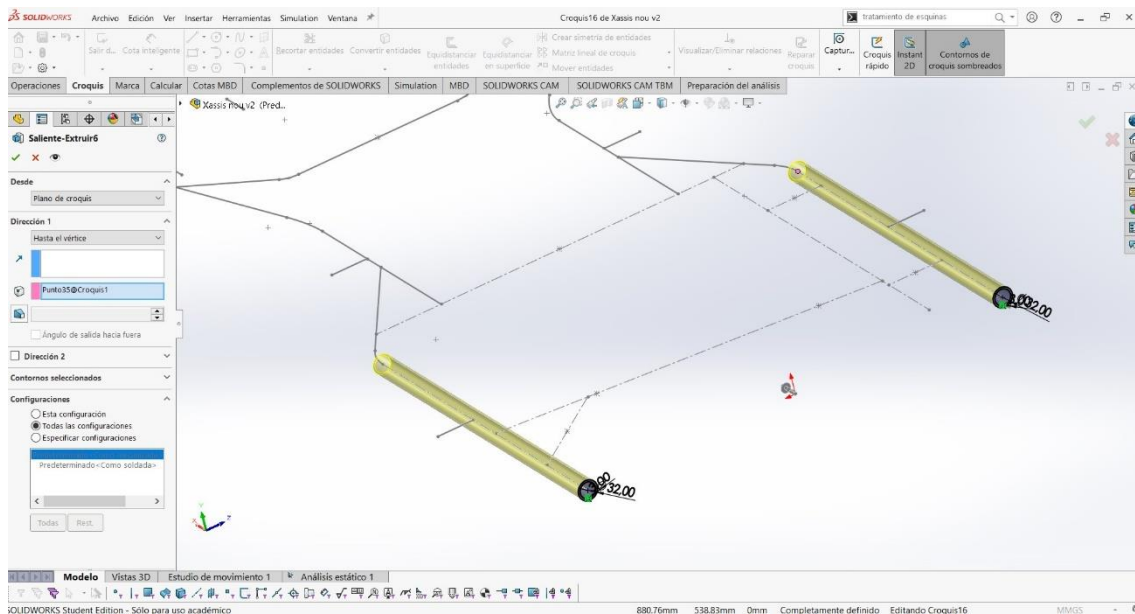 SOLIDWORKS Archivo Edición Ver Insertar Herramientas Simulation Ventana Croquis16 de Xassis nou v2 tratamiento de esquinas
Salir d... Cota inteligente Recortar entidades Convertir entidades Equidistanciar entidades Equidistanciar en superficie Crear simetría de entidades Matriz lineal de croquis Mover entidades Visualizar/Eliminar relaciones Reparar croquis Captur... Croquis rápido Instant 2D Contornos de croquis sombreados
Operaciones Croquis Marca Calcular Cotas MBD Complementos de SOLIDWORKS Simulation MBD SOLIDWORKS CAM SOLIDWORKS CAM TBM Preparación del análisis
Xassis nou v2 (Pred...
Saliente-Extruir6
Desde
Plano de croquis
Dirección 1
Hasta el vértice
Punto35@Croquis1
Ángulo de salida hacia fuera
Dirección 2
Contornos seleccionados
Configuraciones
Esta configuración
Todas las configuraciones
Especificar configuraciones
Predeterminado<Como soldada>
Todas Rest.
32,00
32,00
Modelo Vistas 3D Estudio de movimiento 1 Análisis estático 1
SOLIDWORKS Student Edition - Sólo para uso académico 880.76mm 538.83mm 0mm Completamente definido Editando Croquis16 MMGS